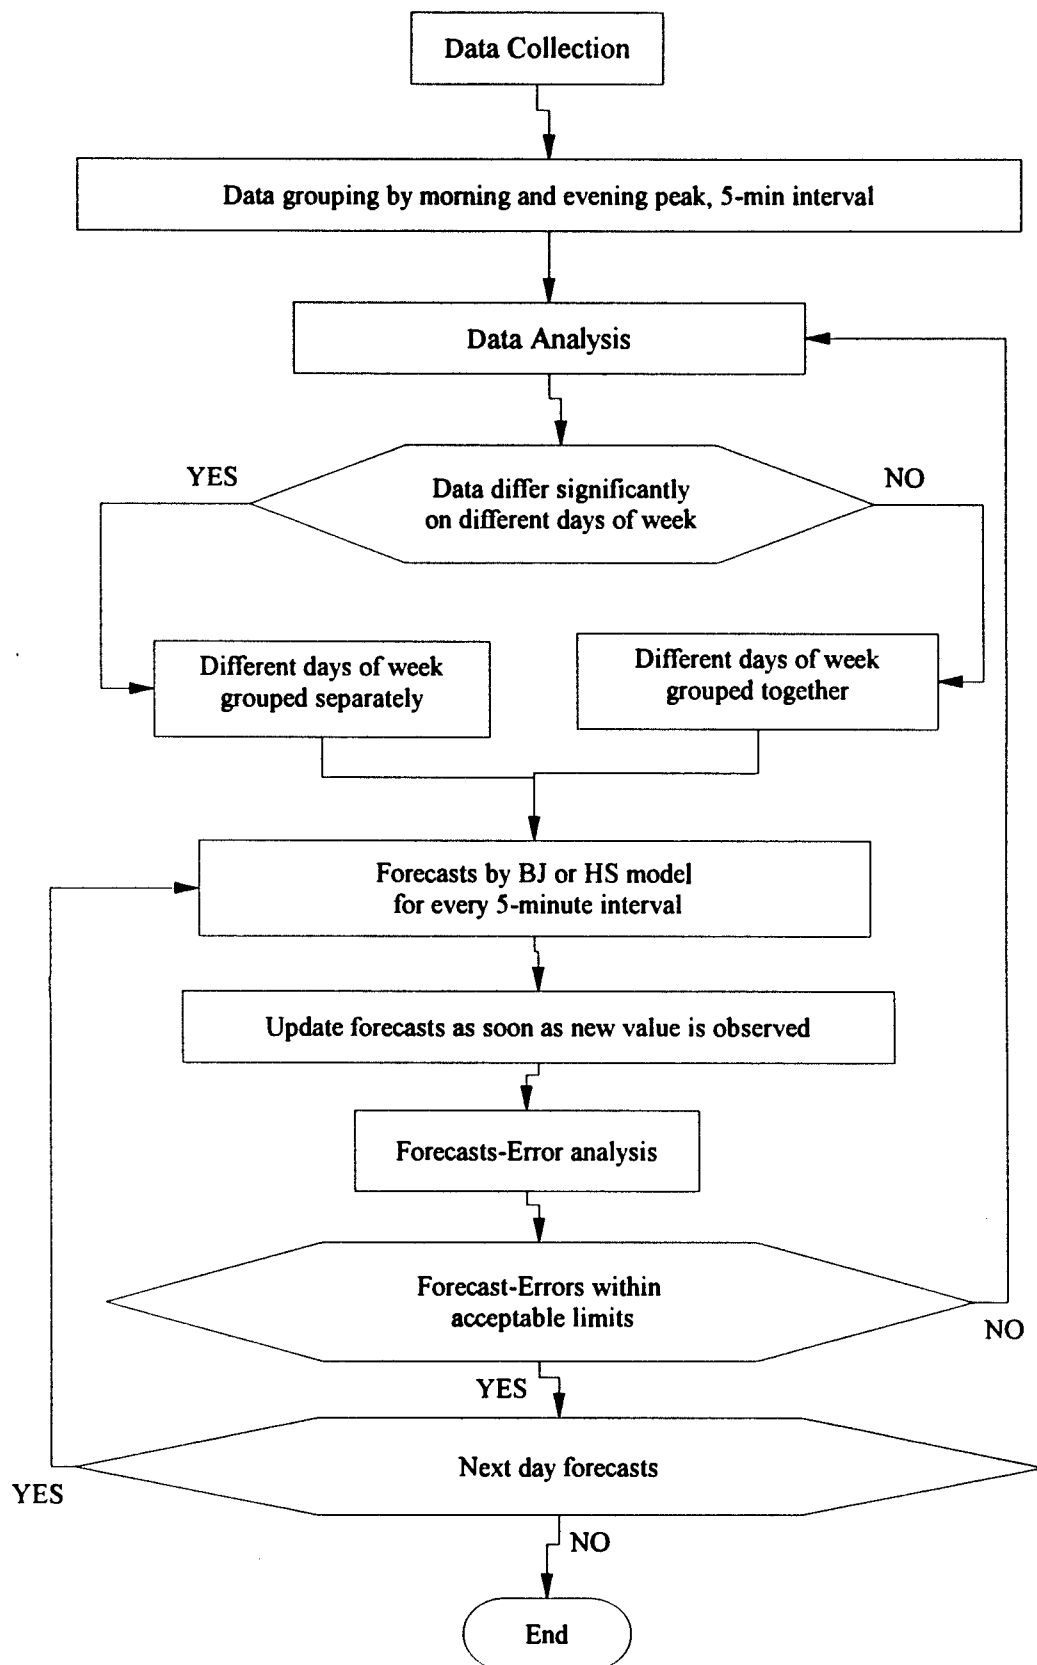 Data Collection
Data grouping by morning and evening peak, 5-min interval
Data Analysis
YES
NO
Data differ significantly
on different days of week
Different days of week
grouped separately
Different days of week
grouped together
Forecasts by BJ or HS model
for every 5-minute interval
Update forecasts as soon as new value is observed
Forecasts-Error analysis
Forecast-Errors within
acceptable limits
NO
YES
Next day forecasts
YES
NO
End